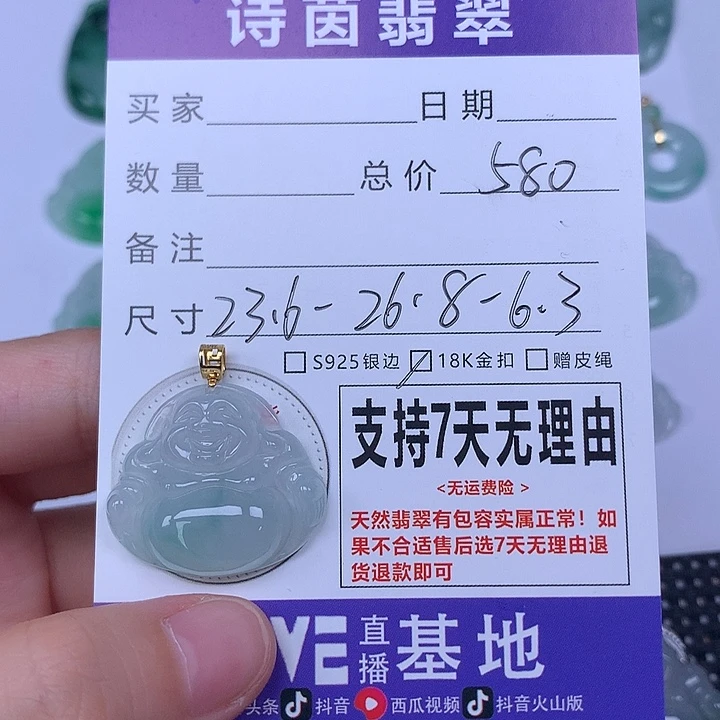 诗茵翡翠
买家 日期
数量 总价 580
备注
尺寸 23.6-26.8-6.3
S925银边 18K金扣 赠皮绳
支持7天无理由
<无运费险 >
天然翡翠有包容实属正常！如
果不合适售后选7天无理由退
货退款即可
VE 直播 基地
头条 抖音 西瓜视频 抖音火山版